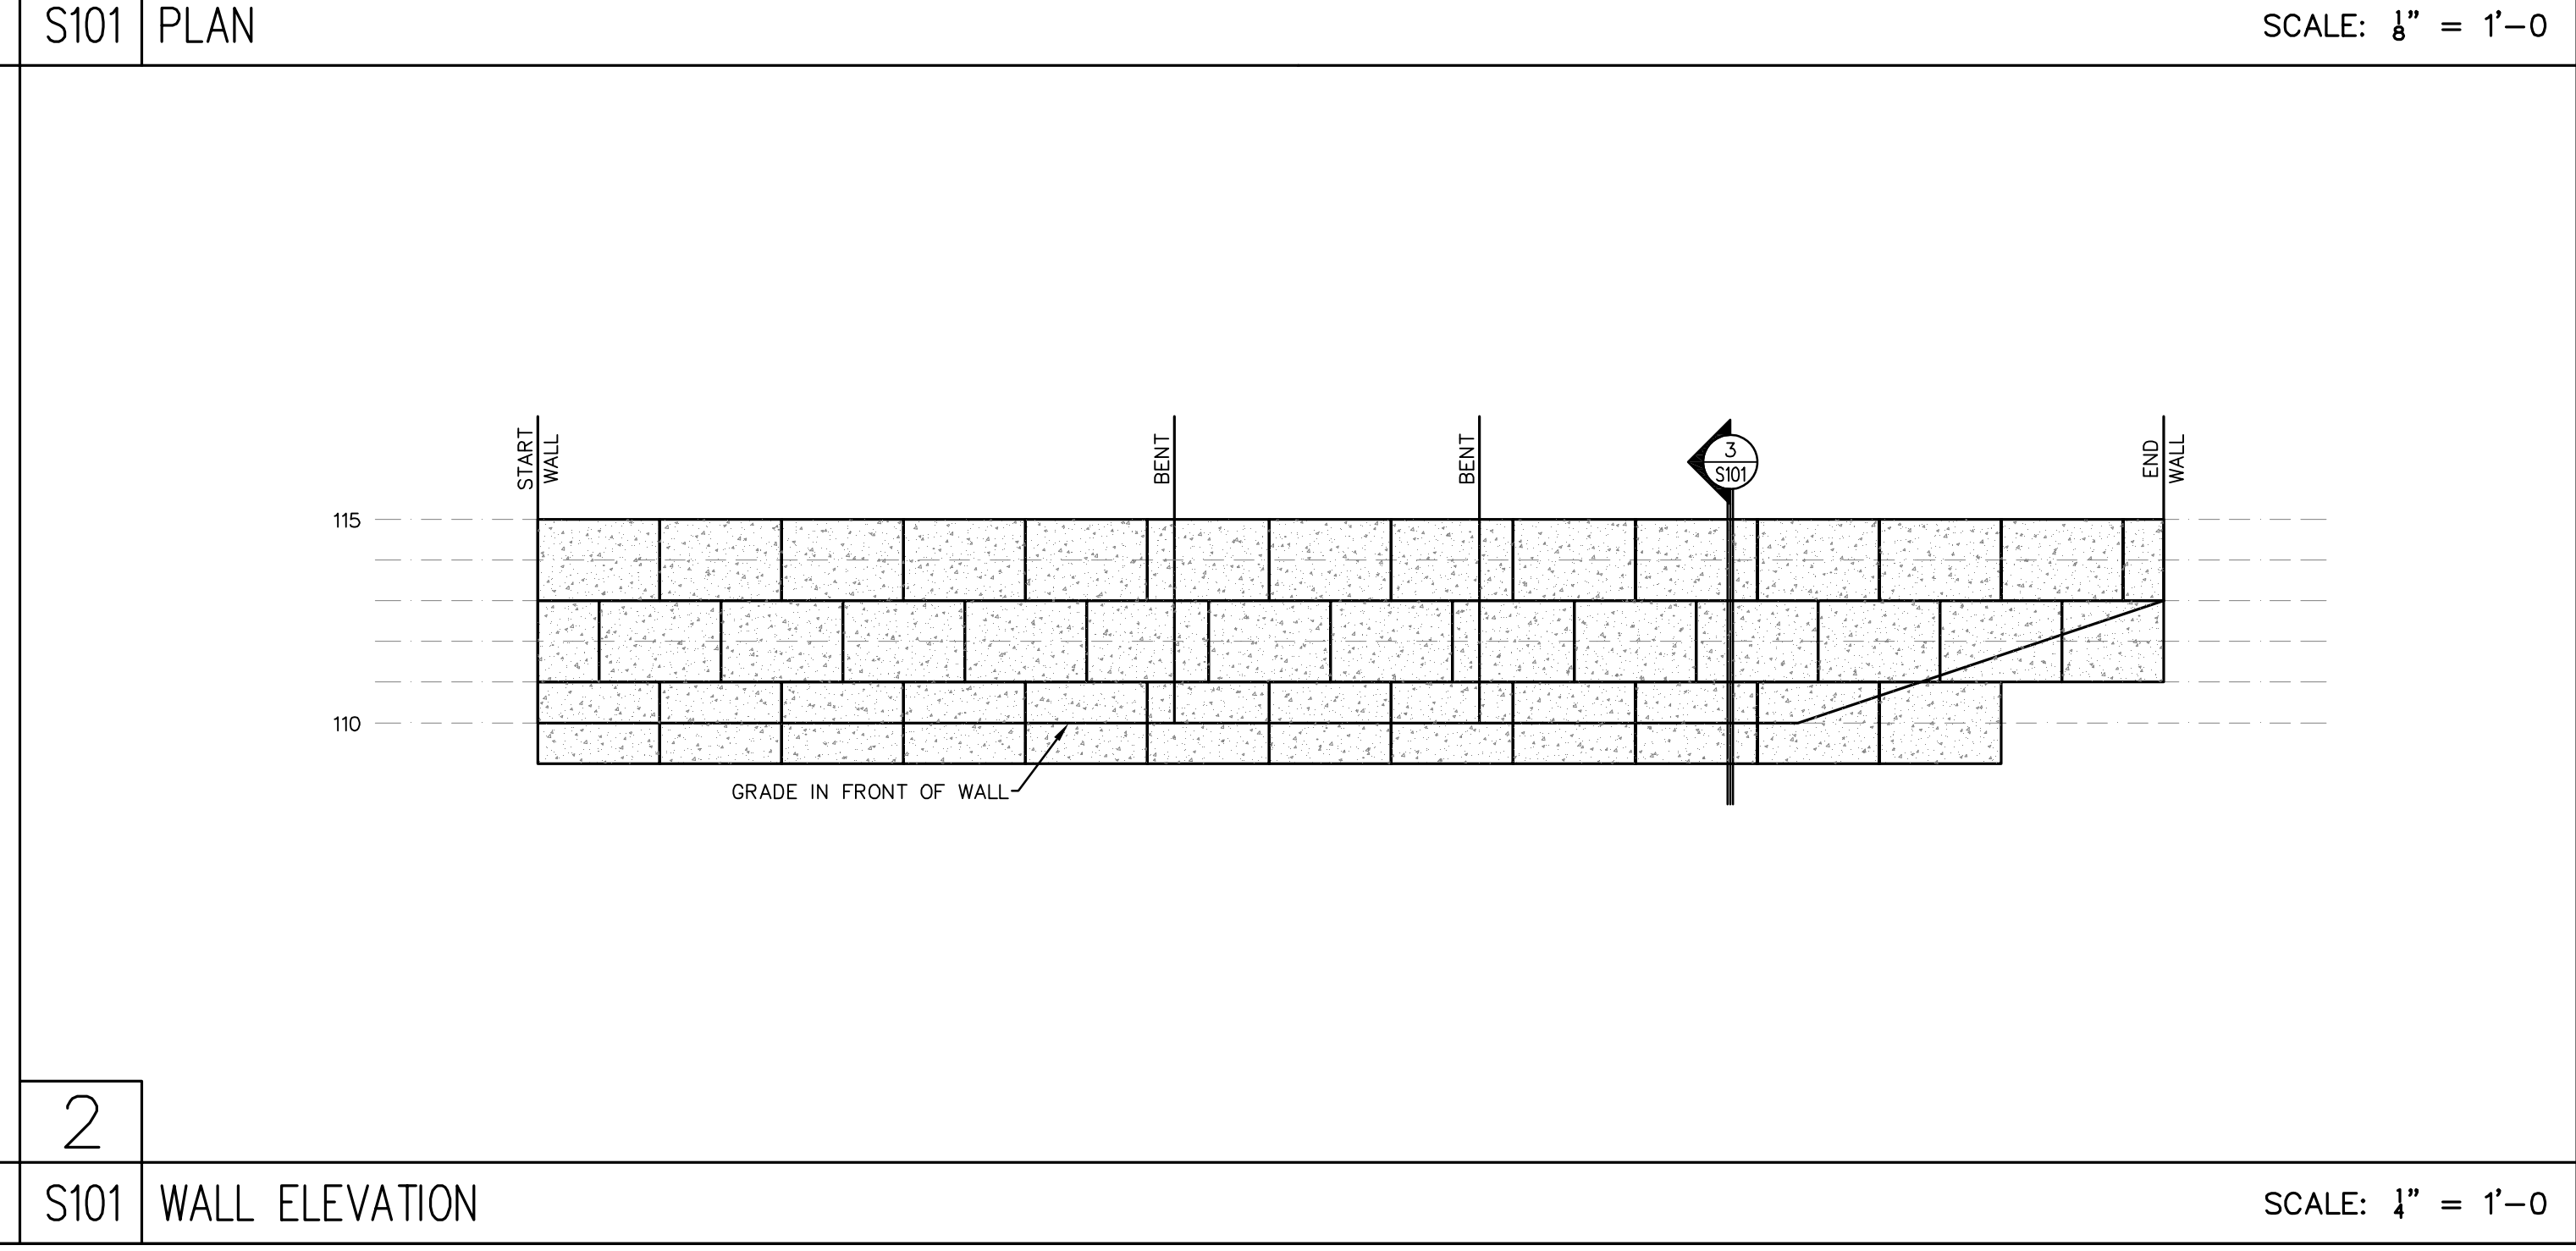 S101 PLAN SCALE: 1/8" = 1'-0
START
WALL
BENT
BENT
3
S101
END
WALL
115
110
GRADE IN FRONT OF WALL
2
S101 WALL ELEVATION SCALE: 1/4" = 1'-0